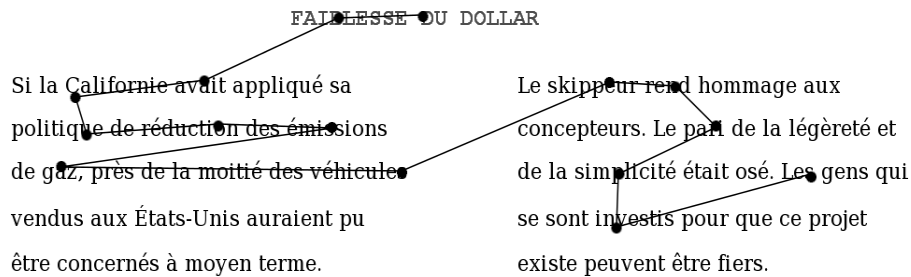 FAIBLESSE DU DOLLAR
Si la Californie avait appliqué sa
politique de réduction des émissions
de gaz, près de la moitié des véhicules
vendus aux États-Unis auraient pu
être concernés à moyen terme.
Le skippeur rend hommage aux
concepteurs. Le pari de la légèreté et
de la simplicité était osé. Les gens qui
se sont investis pour que ce projet
existe peuvent être fiers.